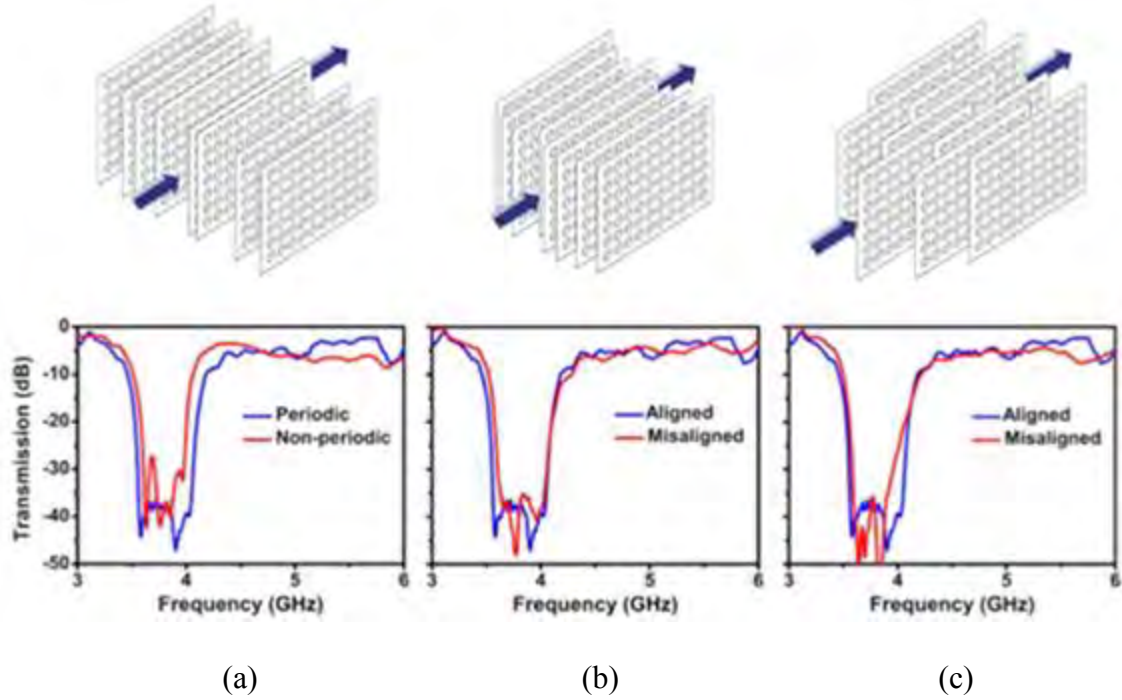 0
-10
-20
-30
-40
-50
Transmission (dB)
Periodic
Non-periodic
3 4 5 6
Frequency (GHz)
Aligned
Misaligned
3 4 5 6
Frequency (GHz)
Aligned
Misaligned
3 4 5 6
Frequency (GHz)
(a) (b) (c)